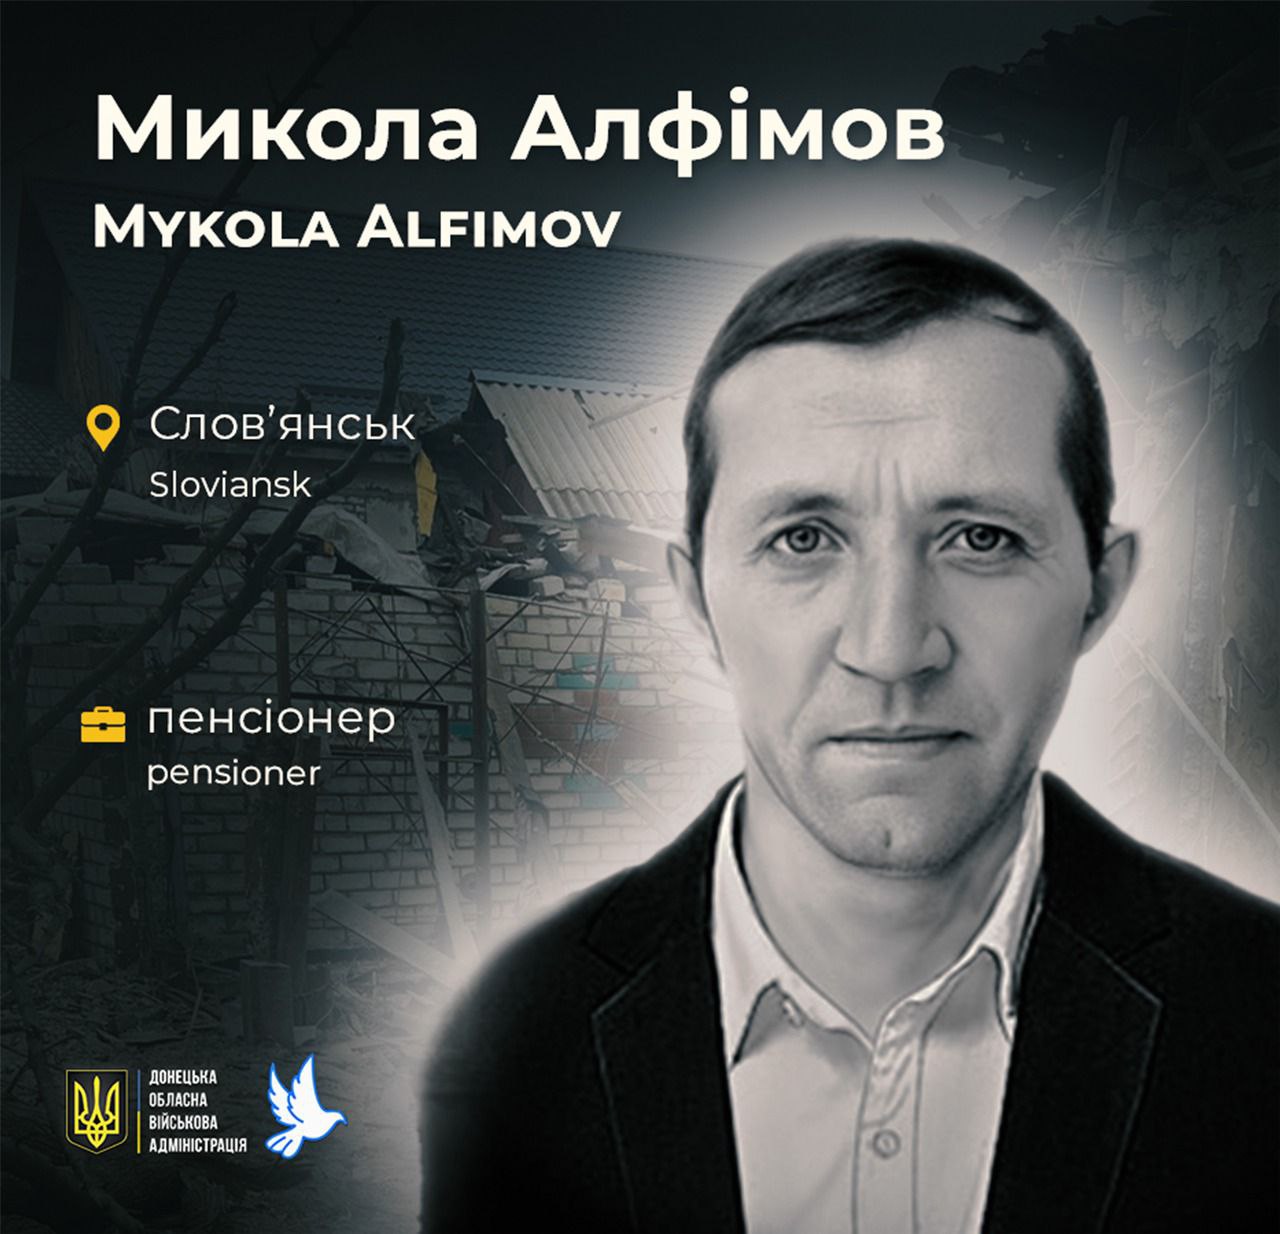 Микола Алфімов
Mykola Alfimov
Слов’янськ
Sloviansk
пенсіонер
pensioner
ДОНЕЦЬКА
ОБЛАСНА
ВІЙСЬКОВА
АДМІНІСТРАЦІЯ